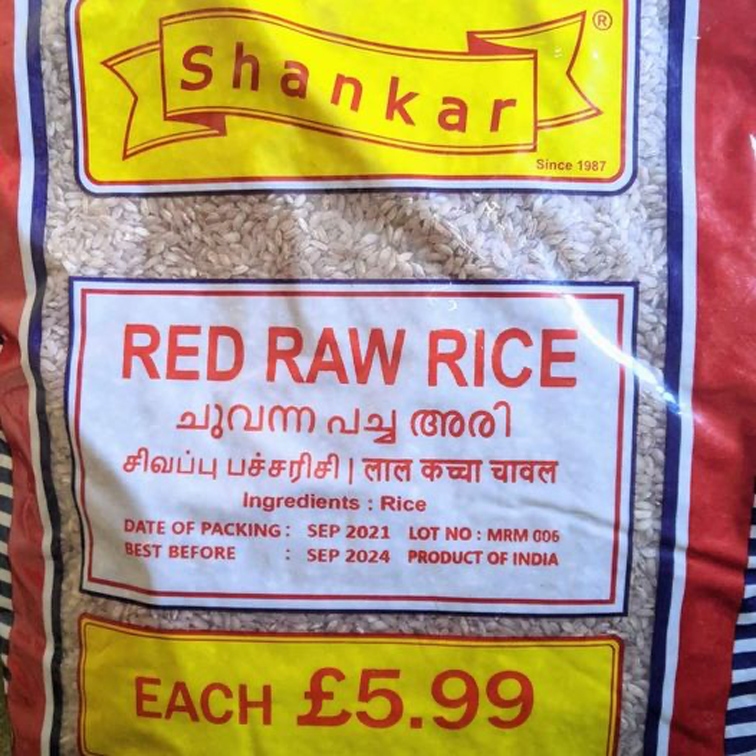 Shankar ®
Since 1987
RED RAW RICE
ചുവന്ന പച്ച അരി
சிவப்பு பச்சரிசி | लाल कच्चा चावल
Ingredients : Rice
DATE OF PACKING : SEP 2021 LOT NO : MRM 006
BEST BEFORE : SEP 2024 PRODUCT OF INDIA
EACH £5.99